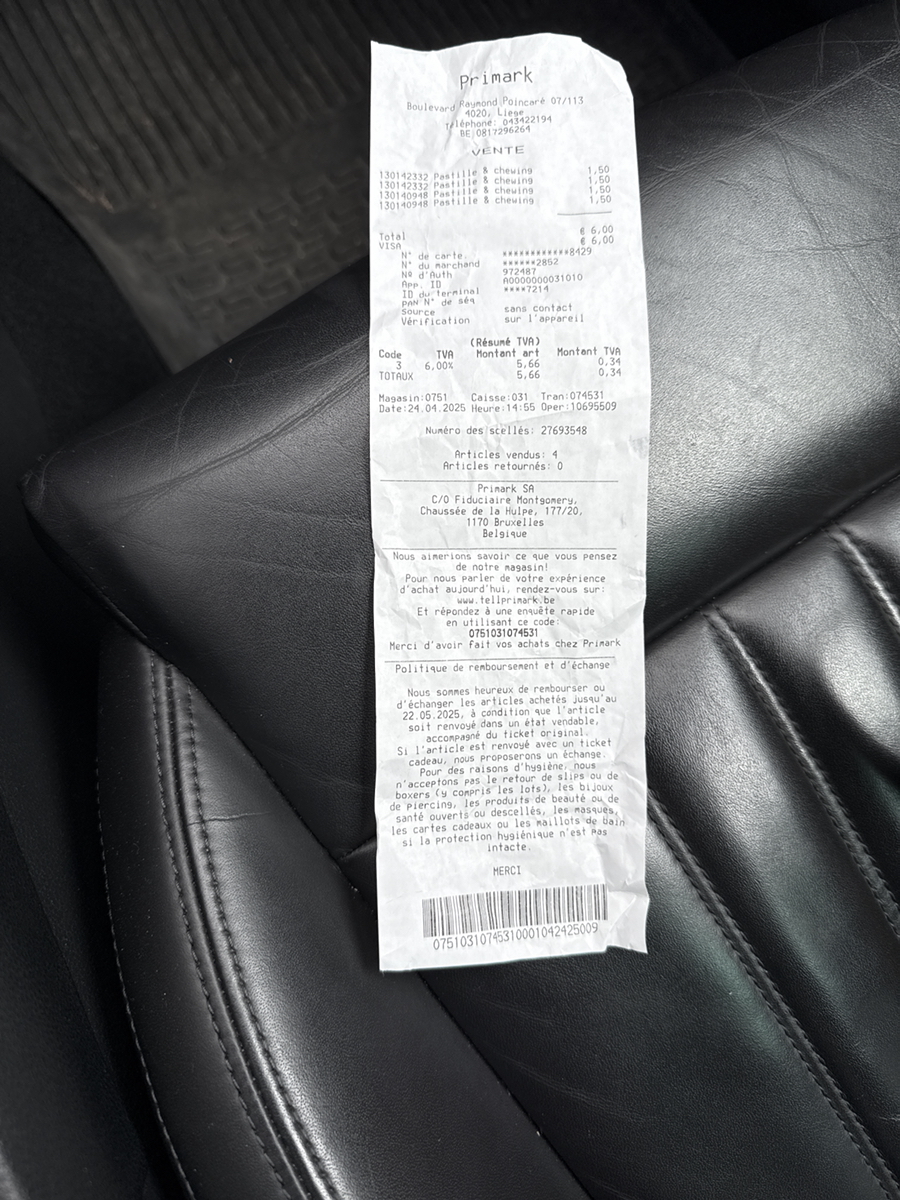 Primark
Boulevard Raymond Poincaré 07/113
4020, Liege
Téléphone: 043422194
BE 0817296264
VENTE
130142332 Pastille & chewing 1,50
130142332 Pastille & chewing 1,50
130140948 Pastille & chewing 1,50
130140948 Pastille & chewing 1,50
Total € 6,00
VISA € 6,00
N° de carte. ************8429
N° du marchand ******2852
Nº d'Auth 972487
App. ID A0000000031010
ID du terminal ****7214
PAN N° de séq
Source sans contact
Vérification sur l'appareil
(Résumé TVA)
Code TVA Montant art Montant TVA
3 6,00% 5,66 0,34
TOTAUX 5,66 0,34
Magasin:0751 Caisse:031 Tran:074531
Date:24.04.2025 Heure:14:55 Oper:10695509
Numéro des scellés: 27693548
Articles vendus: 4
Articles retournés: 0
Primark SA
C/O Fiduciaire Montgomery,
Chaussée de la Hulpe, 177/20,
1170 Bruxelles
Belgique
Nous aimerions savoir ce que vous pensez
de notre magasin!
Pour nous parler de votre expérience
d'achat aujourd'hui, rendez-vous sur:
www.tellprimark.be
Et répondez à une enquête rapide
en utilisant ce code:
0751031074531
Merci d'avoir fait vos achats chez Primark
Politique de remboursement et d'échange
Nous sommes heureux de rembourser ou
d'échanger les articles achetés jusqu'au
22.05.2025, à condition que l'article
soit renvoyé dans un état vendable,
accompagné du ticket original.
Si l'article est renvoyé avec un ticket
cadeau, nous proposerons un échange.
Pour des raisons d'hygiène, nous
n'acceptons pas le retour de slips ou de
boxers (y compris les lots), les bijoux
de piercing, les produits de beauté ou de
santé ouverts ou descellés, les masques,
les cartes cadeaux ou les maillots de bain
si la protection hygiénique n'est pas
intacte.
MERCI
07510310745310001042425009